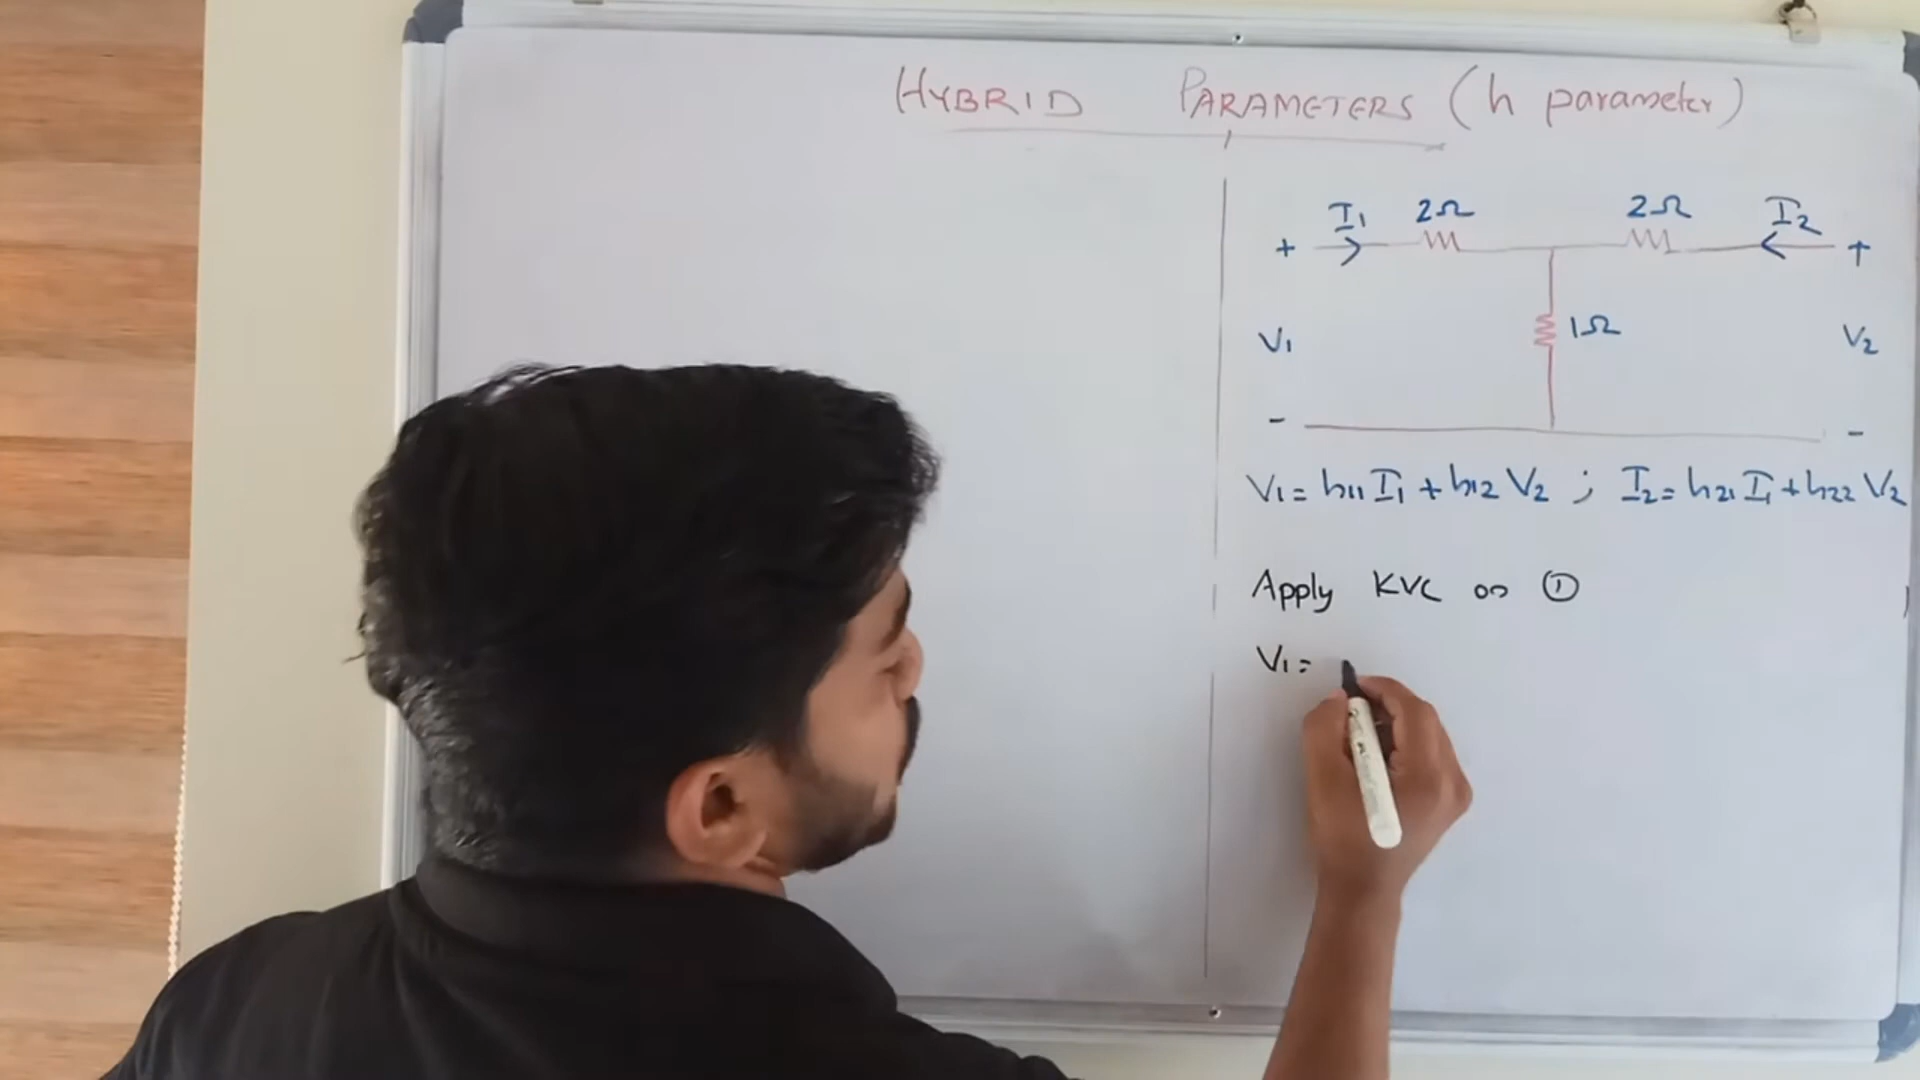 HYBRID PARAMETERS (h parameter)
I1 2Ω 2Ω I2
+ +
1Ω
V1 V2
- -
V1 = h11 I1 + h12 V2 ; I2 = h21 I1 + h22 V2
Apply KVL on ①
V1 =